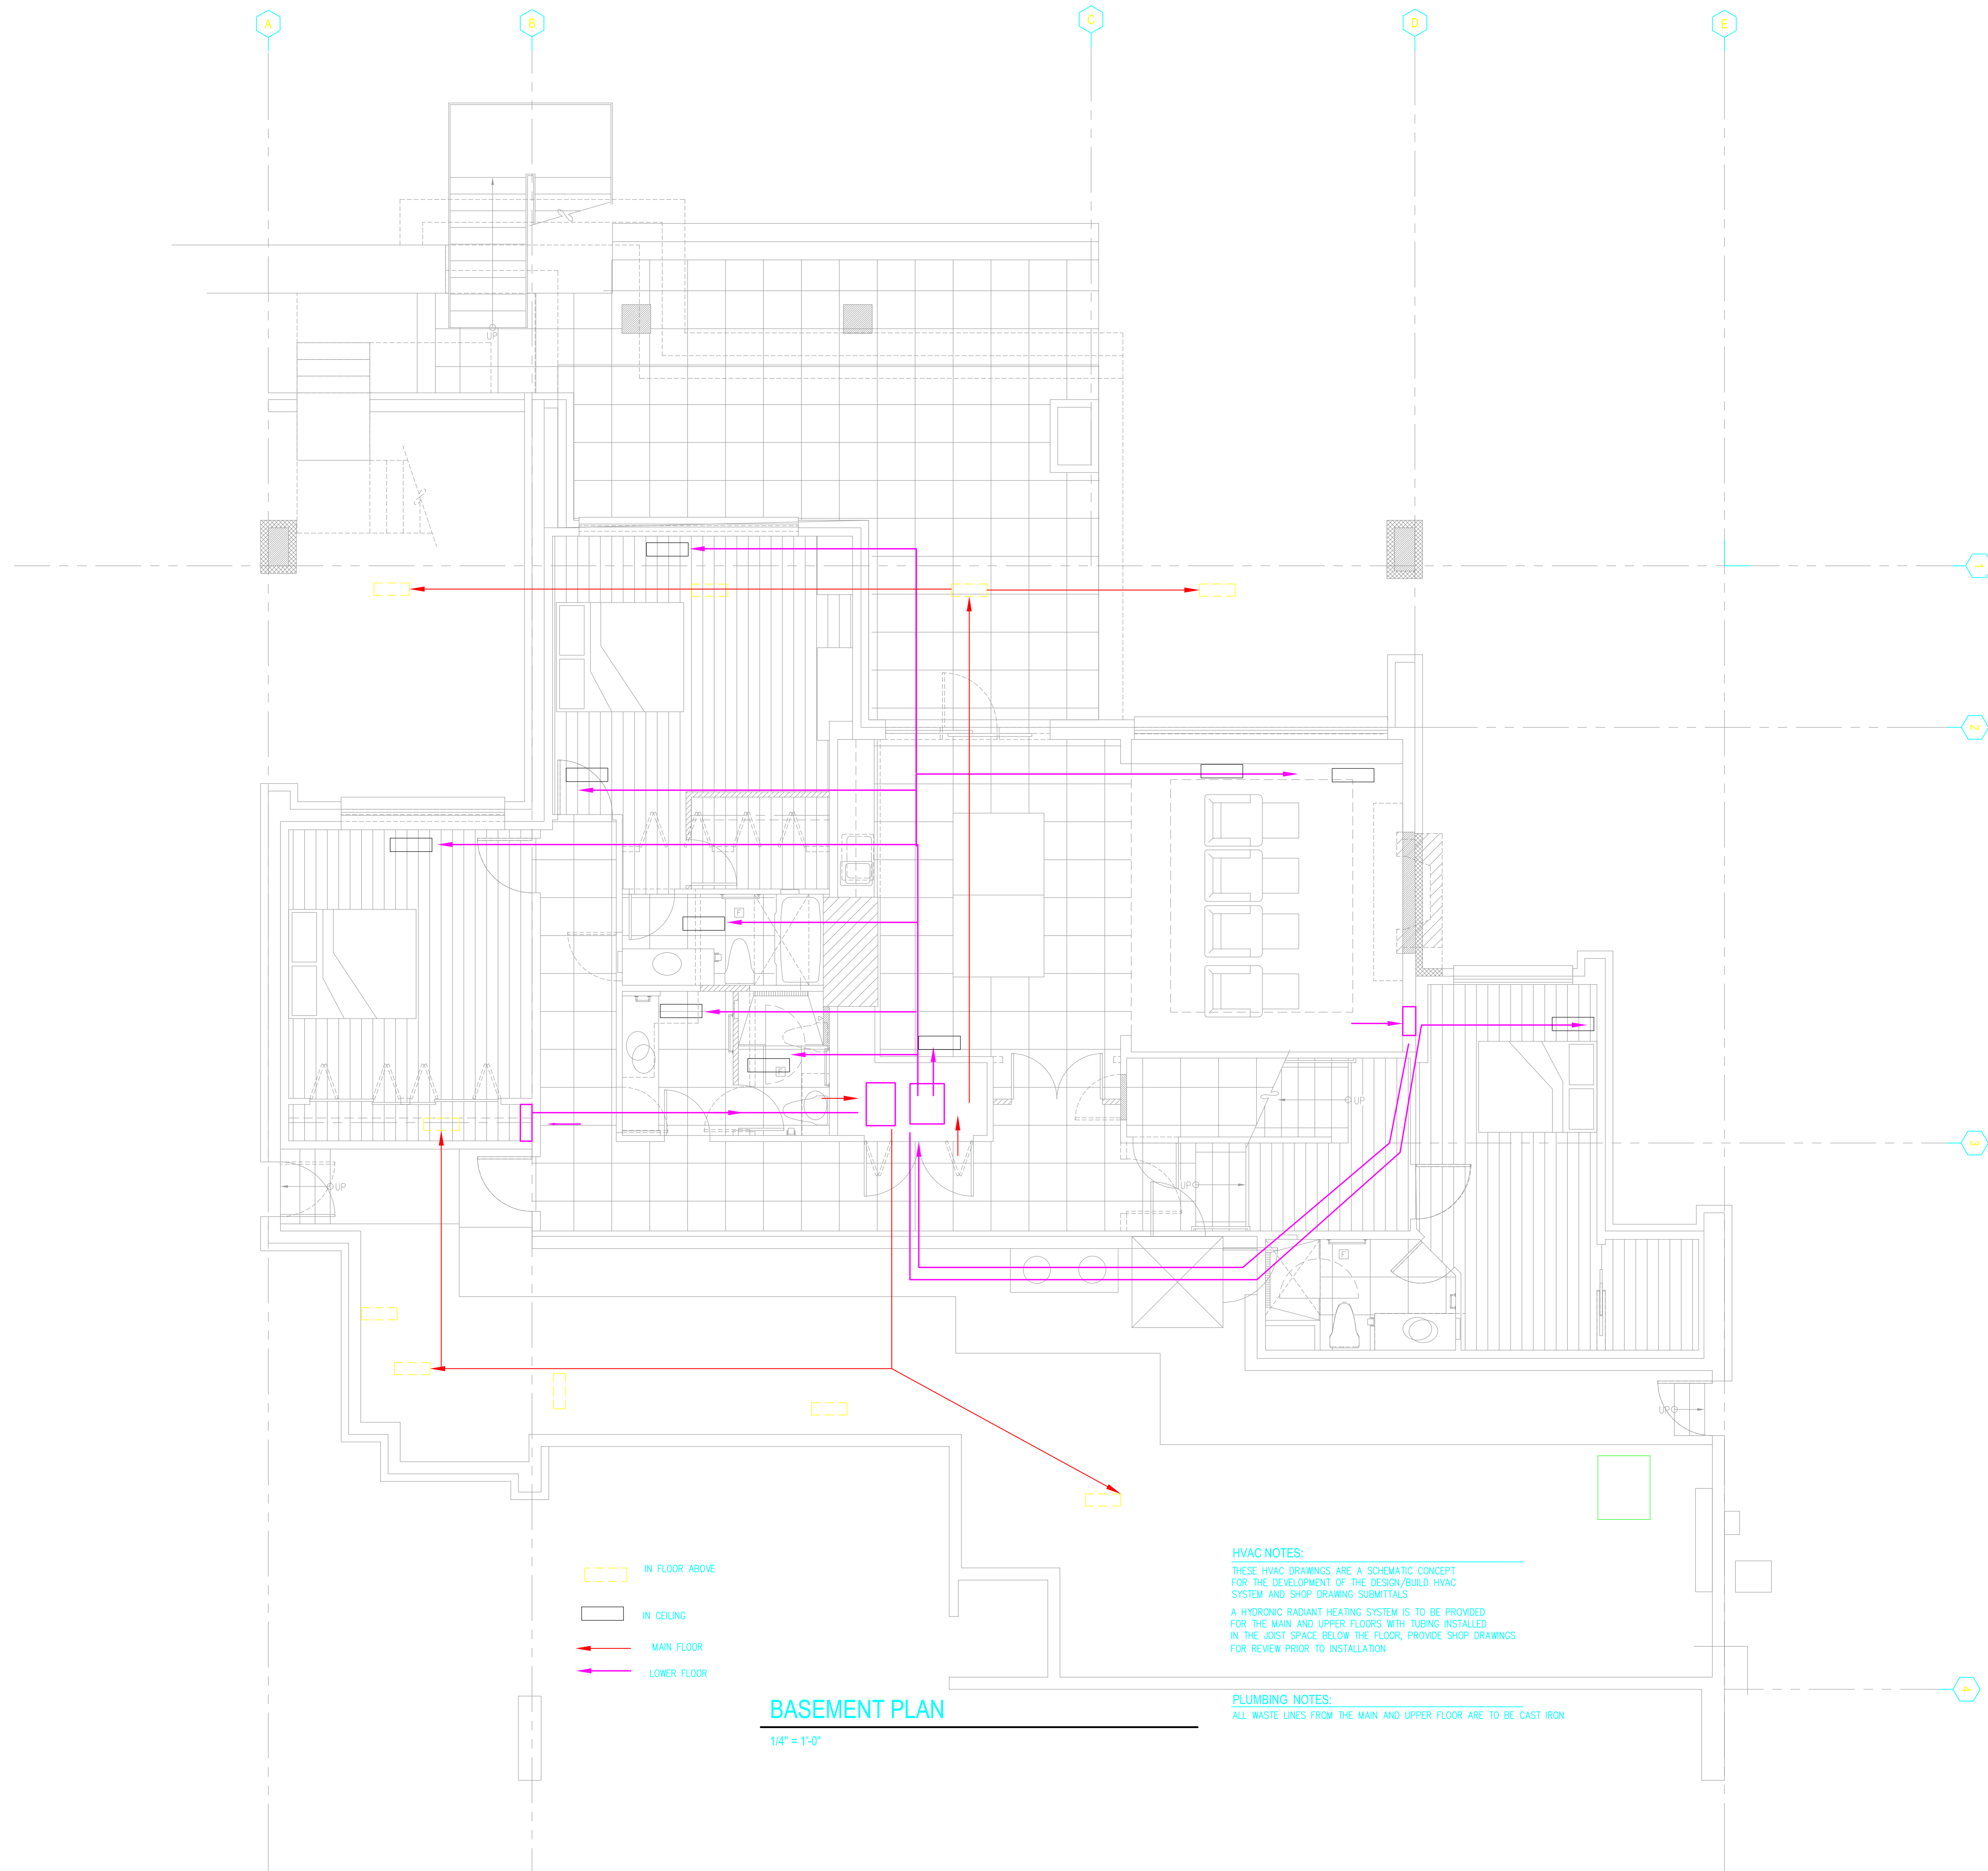 A
B
C
D
E
UP
1
2
F
F
UP
UP
3
UP
F
UP
IN FLOOR ABOVE
IN CEILING
MAIN FLOOR
LOWER FLOOR
HVAC NOTES:
THESE HVAC DRAWINGS ARE A SCHEMATIC CONCEPT
FOR THE DEVELOPMENT OF THE DESIGN/BUILD HVAC
SYSTEM AND SHOP DRAWING SUBMITTALS
A HYDRONIC RADIANT HEATING SYSTEM IS TO BE PROVIDED
FOR THE MAIN AND UPPER FLOORS WITH TUBING INSTALLED
IN THE JOIST SPACE BELOW THE FLOOR, PROVIDE SHOP DRAWINGS
FOR REVIEW PRIOR TO INSTALLATION
BASEMENT PLAN
1/4" = 1'-0"
PLUMBING NOTES:
ALL WASTE LINES FROM THE MAIN AND UPPER FLOOR ARE TO BE CAST IRON
4